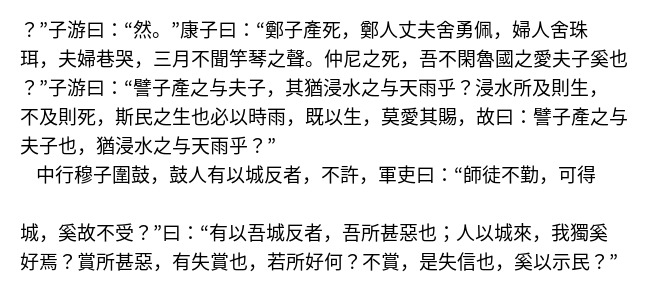 ？”子游曰：“然。”康子曰：“鄭子產死，鄭人丈夫舍勇佩，婦人舍珠
珥，夫婦巷哭，三月不聞竽琴之聲。仲尼之死，吾不閑魯國之愛夫子奚也
？”子游曰：“譬子產之与夫子，其猶浸水之与天雨乎？浸水所及則生，
不及則死，斯民之生也必以時雨，既以生，莫愛其賜，故曰：譬子產之与
夫子也，猶浸水之与天雨乎？”
中行穆子圍鼓，鼓人有以城反者，不許，軍吏曰：“師徒不勤，可得
城，奚故不受？”曰：“有以吾城反者，吾所甚惡也；人以城來，我獨奚
好焉？賞所甚惡，有失賞也，若所好何？不賞，是失信也，奚以示民？”